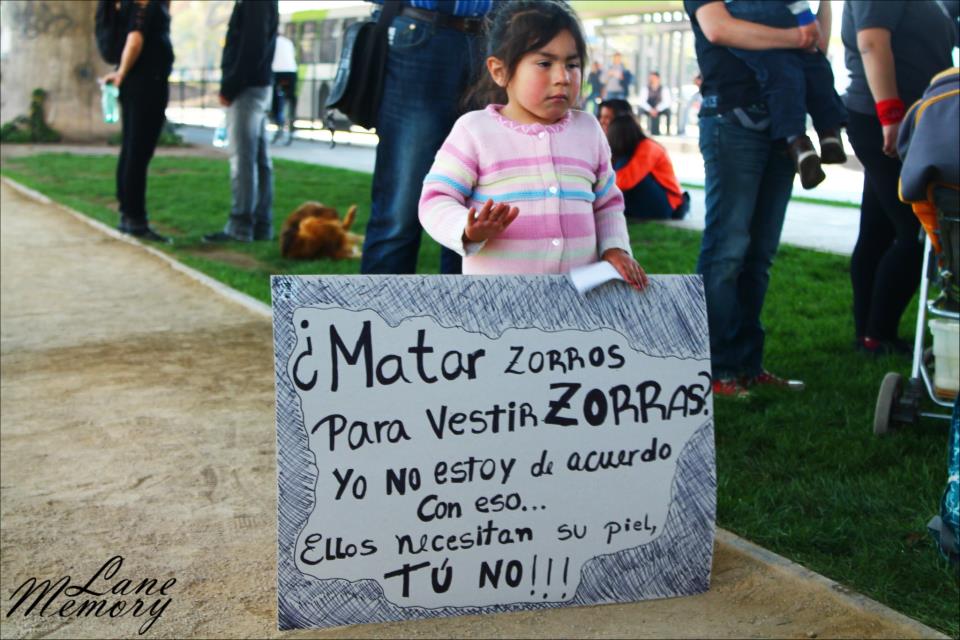 ¿Matar ZORROS
Para Vestir ZORRAS?
Yo NO estoy de acuerdo
Con eso...
Ellos necesitan su piel,
TÚ NO!!!
Lane
Memory